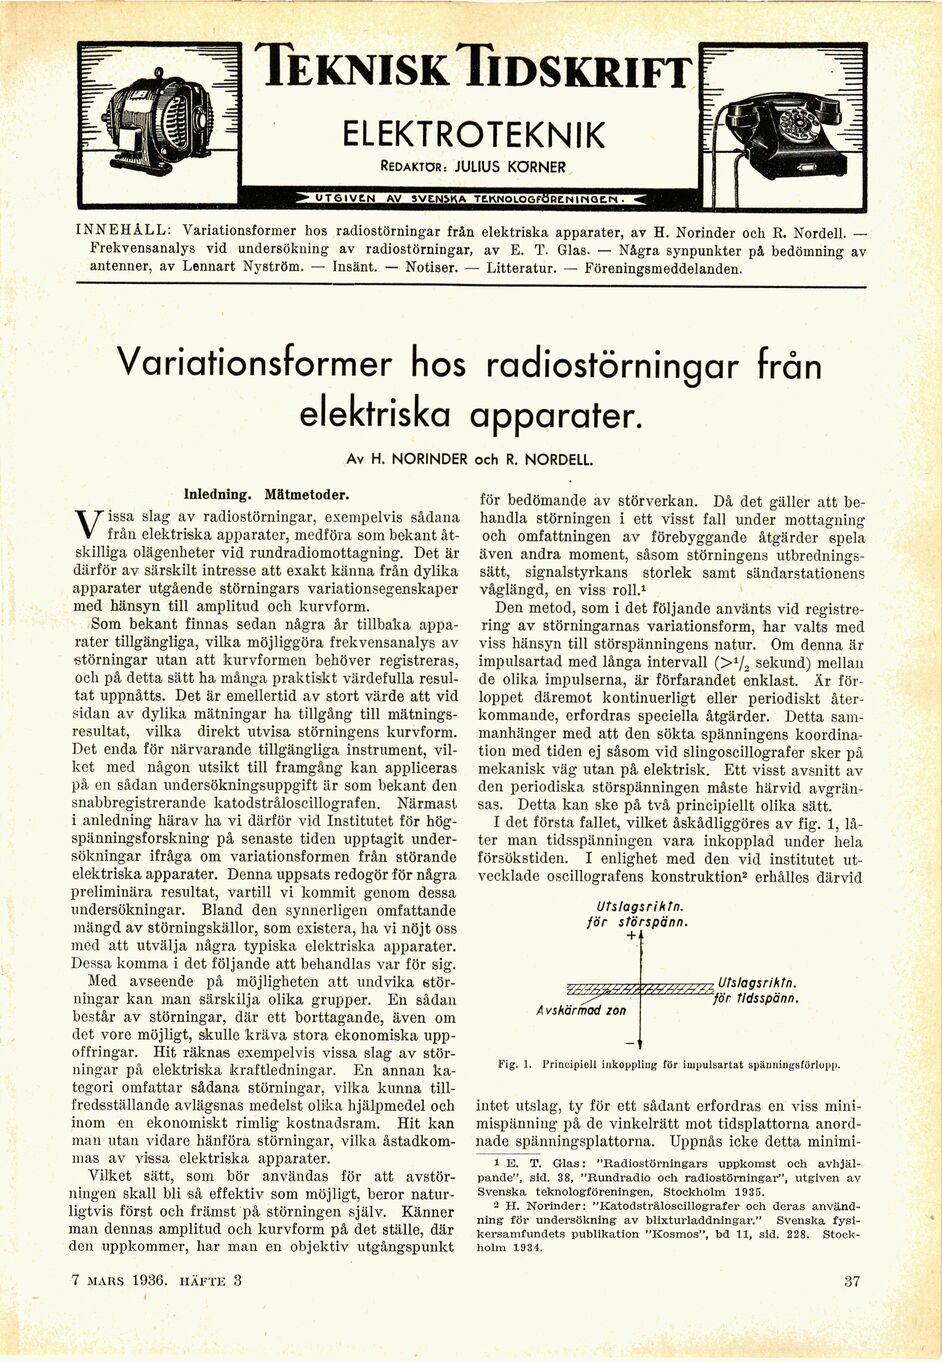 TEKNISK TIDSKRIFT
ELEKTROTEKNIK
REDAKTÖR: JULIUS KÖRNER
UTGIVEN AV SVENSKA TEKNOLOGFÖRENINGEN.
INNEHÅLL: Variationsformer hos radiostörningar från elektriska apparater, av H. Norinder och R. Nordell. —
Frekvensanalys vid undersökning av radiostörningar, av E. T. Glas. — Några synpunkter på bedömning av
antenner, av Lennart Nyström. — Insänt. — Notiser. — Litteratur. — Föreningsmeddelanden.
Variationsformer hos radiostörningar från
elektriska apparater.
Av H. NORINDER och R. NORDELL.
Inledning. Mätmetoder.
Vissa slag av radiostörningar, exempelvis sådana
från elektriska apparater, medföra som bekant åt-
skilliga olägenheter vid rundradiomottagning. Det är
därför av särskilt intresse att exakt känna från dylika
apparater utgående störningars variationsegenskaper
med hänsyn till amplitud och kurvform.
Som bekant finnas sedan några år tillbaka appa-
rater tillgängliga, vilka möjliggöra frekvensanalys av
störningar utan att kurvformen behöver registreras,
och på detta sätt ha många praktiskt värdefulla resul-
tat uppnåtts. Det är emellertid av stort värde att vid
sidan av dylika mätningar ha tillgång till mätnings-
resultat, vilka direkt utvisa störningens kurvform.
Det enda för närvarande tillgängliga instrument, vil-
ket med någon utsikt till framgång kan appliceras
på en sådan undersökningsuppgift är som bekant den
snabbregistrerande katodstråloscillografen. Närmast
i anledning härav ha vi därför vid Institutet för hög-
spänningsforskning på senaste tiden upptagit under-
sökningar ifråga om variationsformen från störande
elektriska apparater. Denna uppsats redogör för några
preliminära resultat, vartill vi kommit genom dessa
undersökningar. Bland den synnerligen omfattande
mängd av störningskällor, som existera, ha vi nöjt oss
med att utvälja några typiska elektriska apparater.
Dessa komma i det följande att behandlas var för sig.
Med avseende på möjligheten att undvika stör-
ningar kan man särskilja olika grupper. En sådan
består av störningar, där ett borttagande, även om
det vore möjligt, skulle kräva stora ekonomiska upp-
offringar. Hit räknas exempelvis vissa slag av stör-
ningar på elektriska kraftledningar. En annan ka-
tegori omfattar sådana störningar, vilka kunna till-
fredsställande avlägsnas medelst olika hjälpmedel och
inom en ekonomiskt rimlig kostnadsram. Hit kan
man utan vidare hänföra störningar, vilka åstadkom-
mas av vissa elektriska apparater.
Vilket sätt, som bör användas för att avstör-
ningen skall bli så effektiv som möjligt, beror natur-
ligtvis först och främst på störningen själv. Känner
man dennas amplitud och kurvform på det ställe, där
den uppkommer, har man en objektiv utgångspunkt
för bedömande av störverkan. Då det gäller att be-
handla störningen i ett visst fall under mottagning
och omfattningen av förebyggande åtgärder spela
även andra moment, såsom störningens utbrednings-
sätt, signalstyrkans storlek samt sändarstationens
våglängd, en viss roll.¹
Den metod, som i det följande använts vid registre-
ring av störningarnas variationsform, har valts med
viss hänsyn till störspänningens natur. Om denna är
impulsartad med långa intervall (>1/2 sekund) mellan
de olika impulserna, är förfarandet enklast. Är för-
loppet däremot kontinuerligt eller periodiskt åter-
kommande, erfordras speciella åtgärder. Detta sam-
manhänger med att den sökta spänningens koordina-
tion med tiden ej såsom vid slingoscillografer sker på
mekanisk väg utan på elektrisk. Ett visst avsnitt av
den periodiska störspänningen måste härvid avgrän-
sas. Detta kan ske på två principiellt olika sätt.
I det första fallet, vilket åskådliggöres av fig. 1, lå-
ter man tidsspänningen vara inkopplad under hela
försökstiden. I enlighet med den vid institutet ut-
vecklade oscillografens konstruktion² erhålles därvid
Utslagsriktn.
för störspänn.
+
Utslagsriktn.
för tidsspänn.
Avskärmad zon
−
Fig. 1. Principiell inkoppling för impulsartat spänningsförlopp.
intet utslag, ty för ett sådant erfordras en viss mini-
mispänning på de vinkelrätt mot tidsplattorna anord-
nade spänningsplattorna. Uppnås icke detta minimi-
1 E. T. Glas: "Radiostörningars uppkomst och avhjäl-
pande", sid. 38, "Rundradio och radiostörningar", utgiven av
Svenska teknologföreningen, Stockholm 1935.
2 H. Norinder: "Katodstråloscillografer och deras använd-
ning för undersökning av blixturladdningar." Svenska fysi-
kersamfundets publikation "Kosmos", bd 11, sid. 228. Stock-
holm 1934.
7 MARS 1936. HÄFTE 3
37